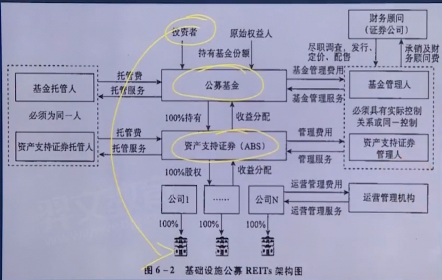 投资者
原始权益人
财务顾问
(证券公司)
持有基金份额
尽职调查, 发行、
定价、配售
承销及财
务顾问费
基金托管人
托管费
托管服务
公募基金
基金管理费用
基金管理服务
基金管理人
必须为同一人
100%持有
收益分配
必须具有实际控制
关系或同一控制
资产支持证券托管人
托管费
托管服务
资产支持证券 (ABS)
管理费用
管理服务
资产支持证券
管理人
100%股权
收益分配
公司1
……
公司N
运营管理费用
运营管理服务
运营管理机构
100%
100%
100%
图 6-2 基础设施公募 REITs 架构图